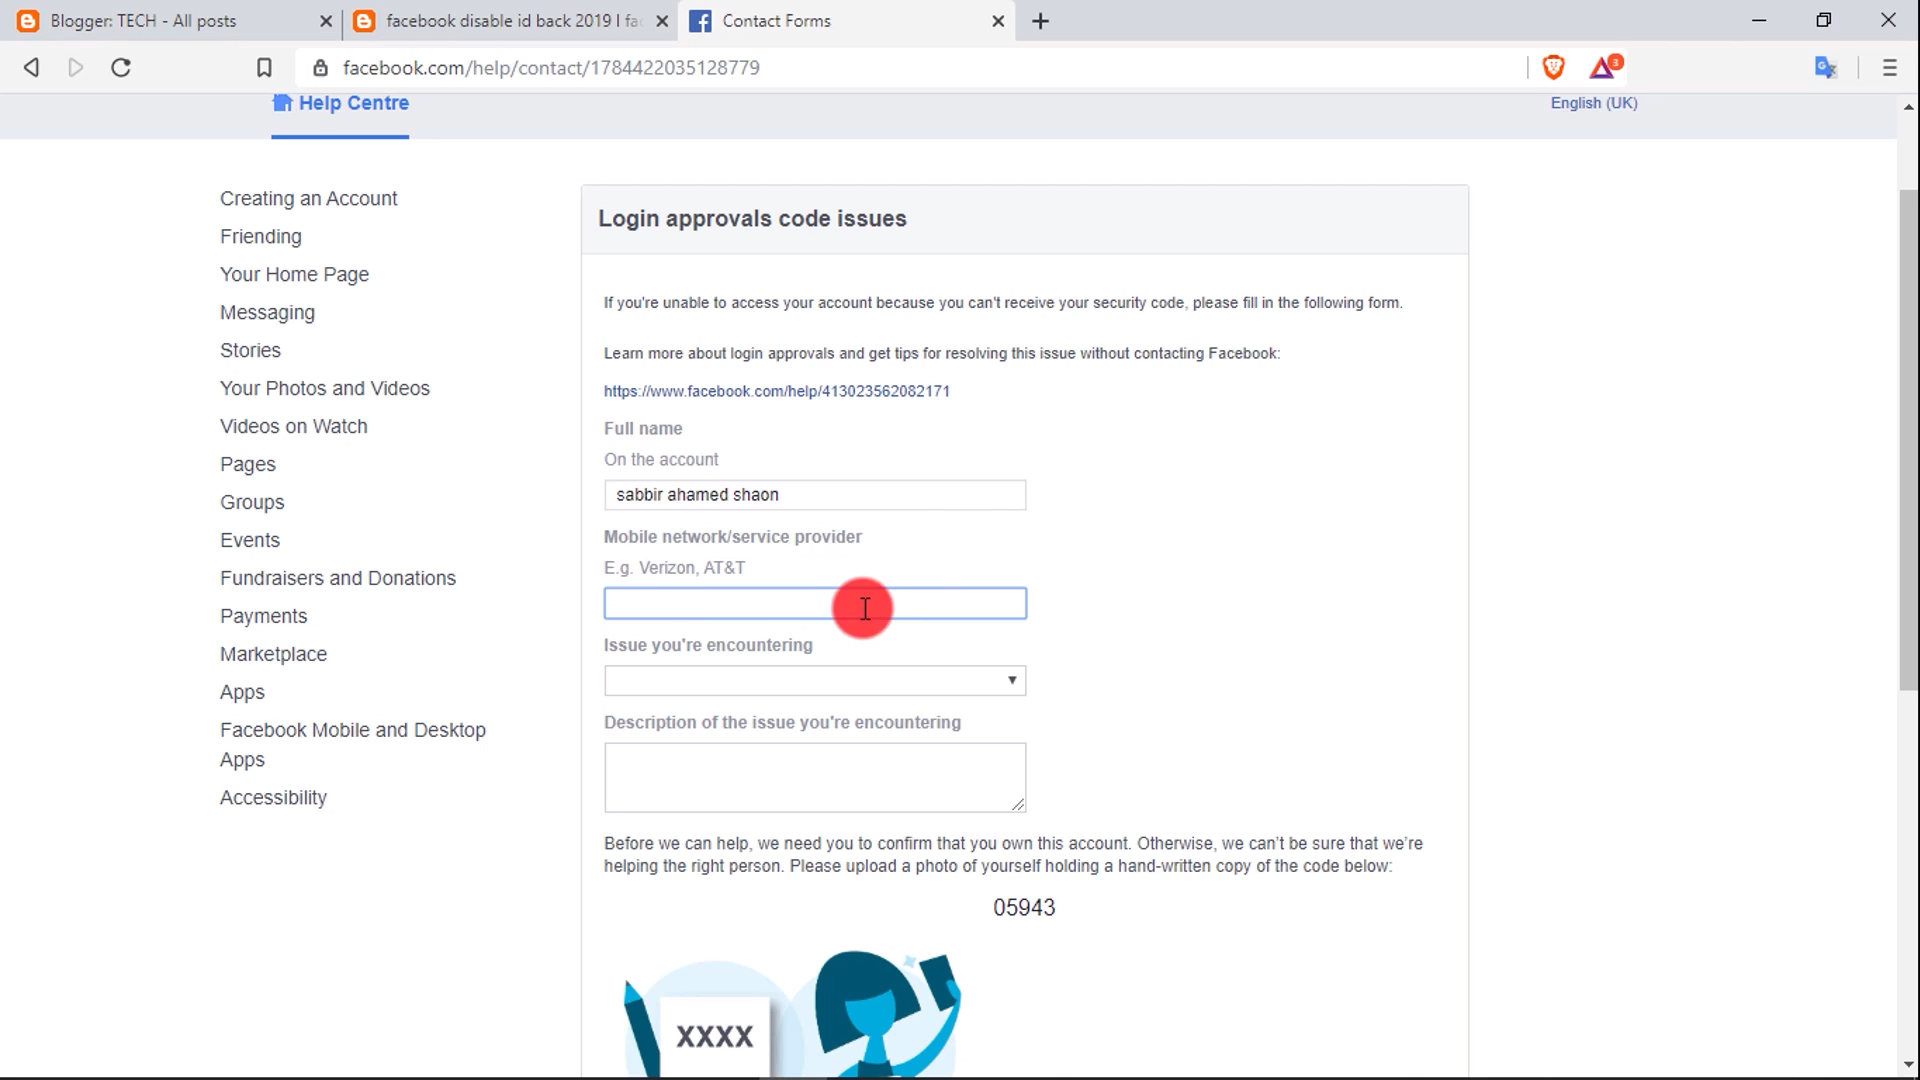 Blogger: TECH - All posts
facebook disable id back 2019 l fa
Contact Forms
facebook.com/help/contact/1784422035128779
3
Help Centre
English (UK)
Creating an Account
Friending
Your Home Page
Messaging
Stories
Your Photos and Videos
Videos on Watch
Pages
Groups
Events
Fundraisers and Donations
Payments
Marketplace
Apps
Facebook Mobile and Desktop
Apps
Accessibility
Login approvals code issues
If you're unable to access your account because you can't receive your security code, please fill in the following form.
Learn more about login approvals and get tips for resolving this issue without contacting Facebook:
https://www.facebook.com/help/413023562082171
Full name
On the account
sabbir ahamed shaon
Mobile network/service provider
E.g. Verizon, AT&T
Issue you're encountering
Description of the issue you're encountering
Before we can help, we need you to confirm that you own this account. Otherwise, we can't be sure that we're
helping the right person. Please upload a photo of yourself holding a hand-written copy of the code below:
05943
XXXX